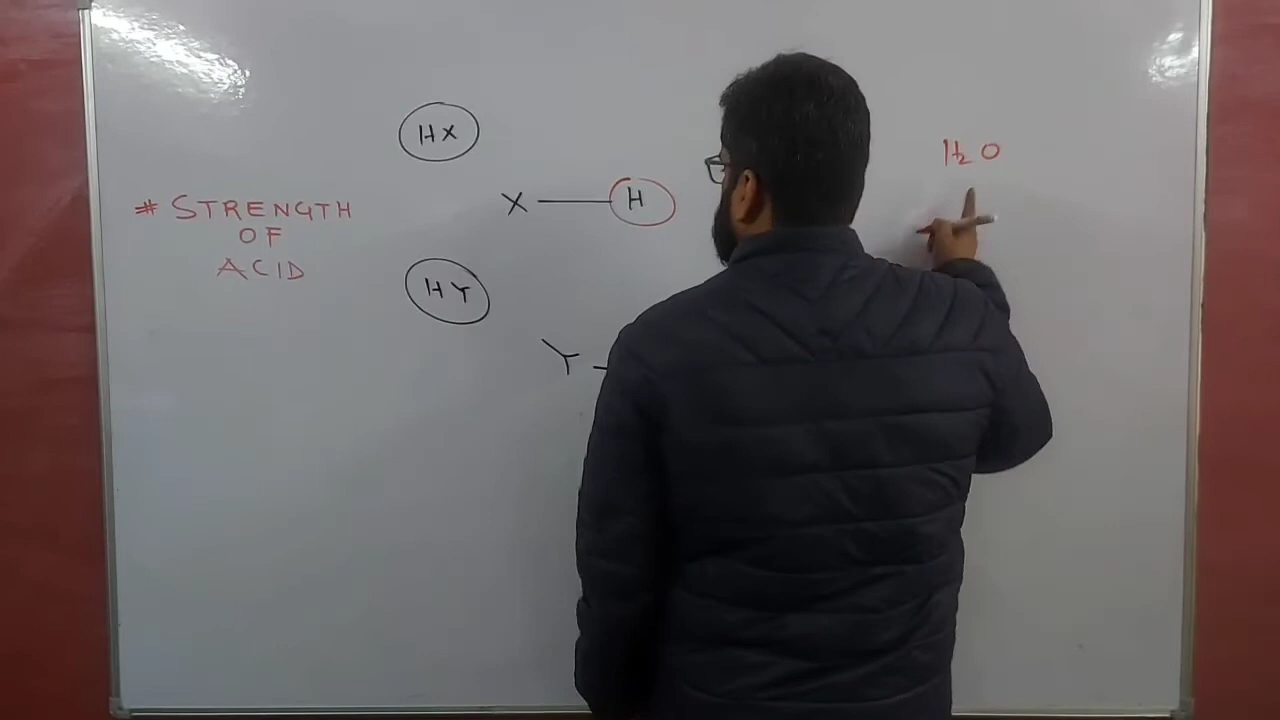 # STRENGTH
OF
ACID
HX
X — H
HY
Y —
H₂O